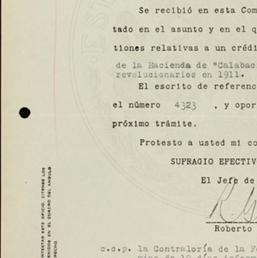 Se recibió en esta Com
tado en el asunto y en el q
tiones relativas a un crédi
de la Hacienda de "Calabac
revolucionarios en 1911.
El escrito de referenc
el número 4323 , y opor
próximo trámite.
Protesto a usted mi co
SUFRAGIO EFECTIV
El Jefe de
Roberto
c.c.p. la Contraloría de la Fe